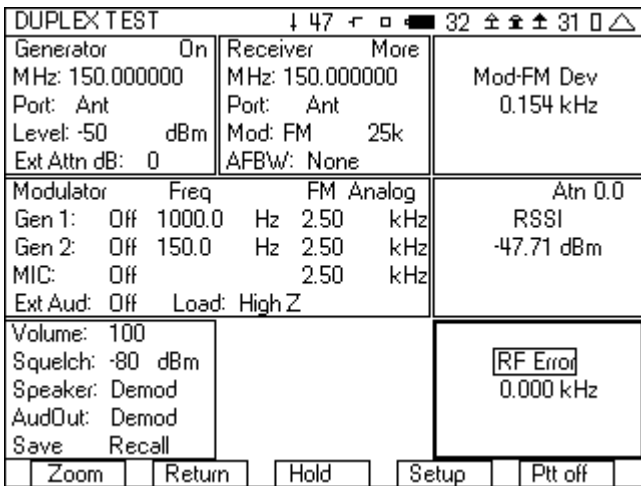 DUPLEX TEST 47 32 31
Generator On
MHz: 150.000000
Port: Ant
Level: -50 dBm
Ext Attn dB: 0
Receiver More
MHz: 150.000000
Port: Ant
Mod: FM 25k
AFBW: None
Mod-FM Dev
0.154 kHz
Modulator Freq FM Analog
Gen 1: Off 1000.0 Hz 2.50 kHz
Gen 2: Off 150.0 Hz 2.50 kHz
MIC: Off 2.50 kHz
Ext Aud: Off Load: High Z
Atn 0.0
RSSI
-47.71 dBm
Volume: 100
Squelch: -80 dBm
Speaker: Demod
AudOut: Demod
Save Recall
RF Error
0.000 kHz
Zoom Return Hold Setup Ptt off